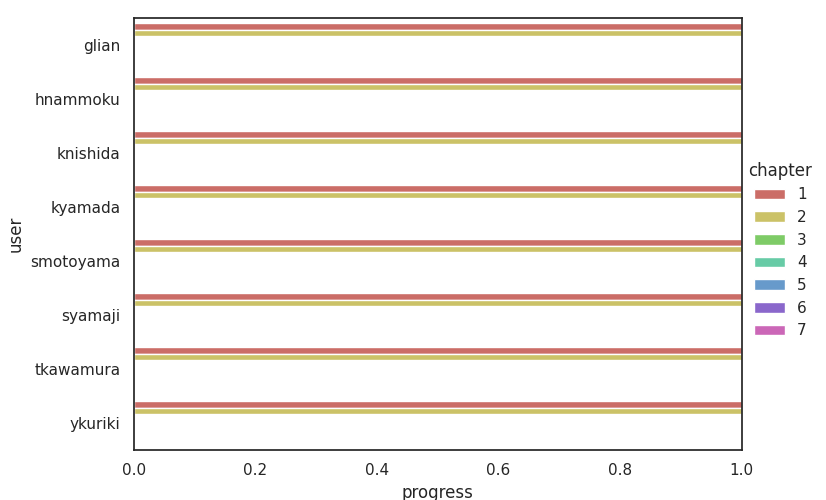 glian
hnammoku
knishida
kyamada
smotoyama
syamaji
tkawamura
ykuriki
user
0.0 0.2 0.4 0.6 0.8 1.0
progress
chapter
1
2
3
4
5
6
7